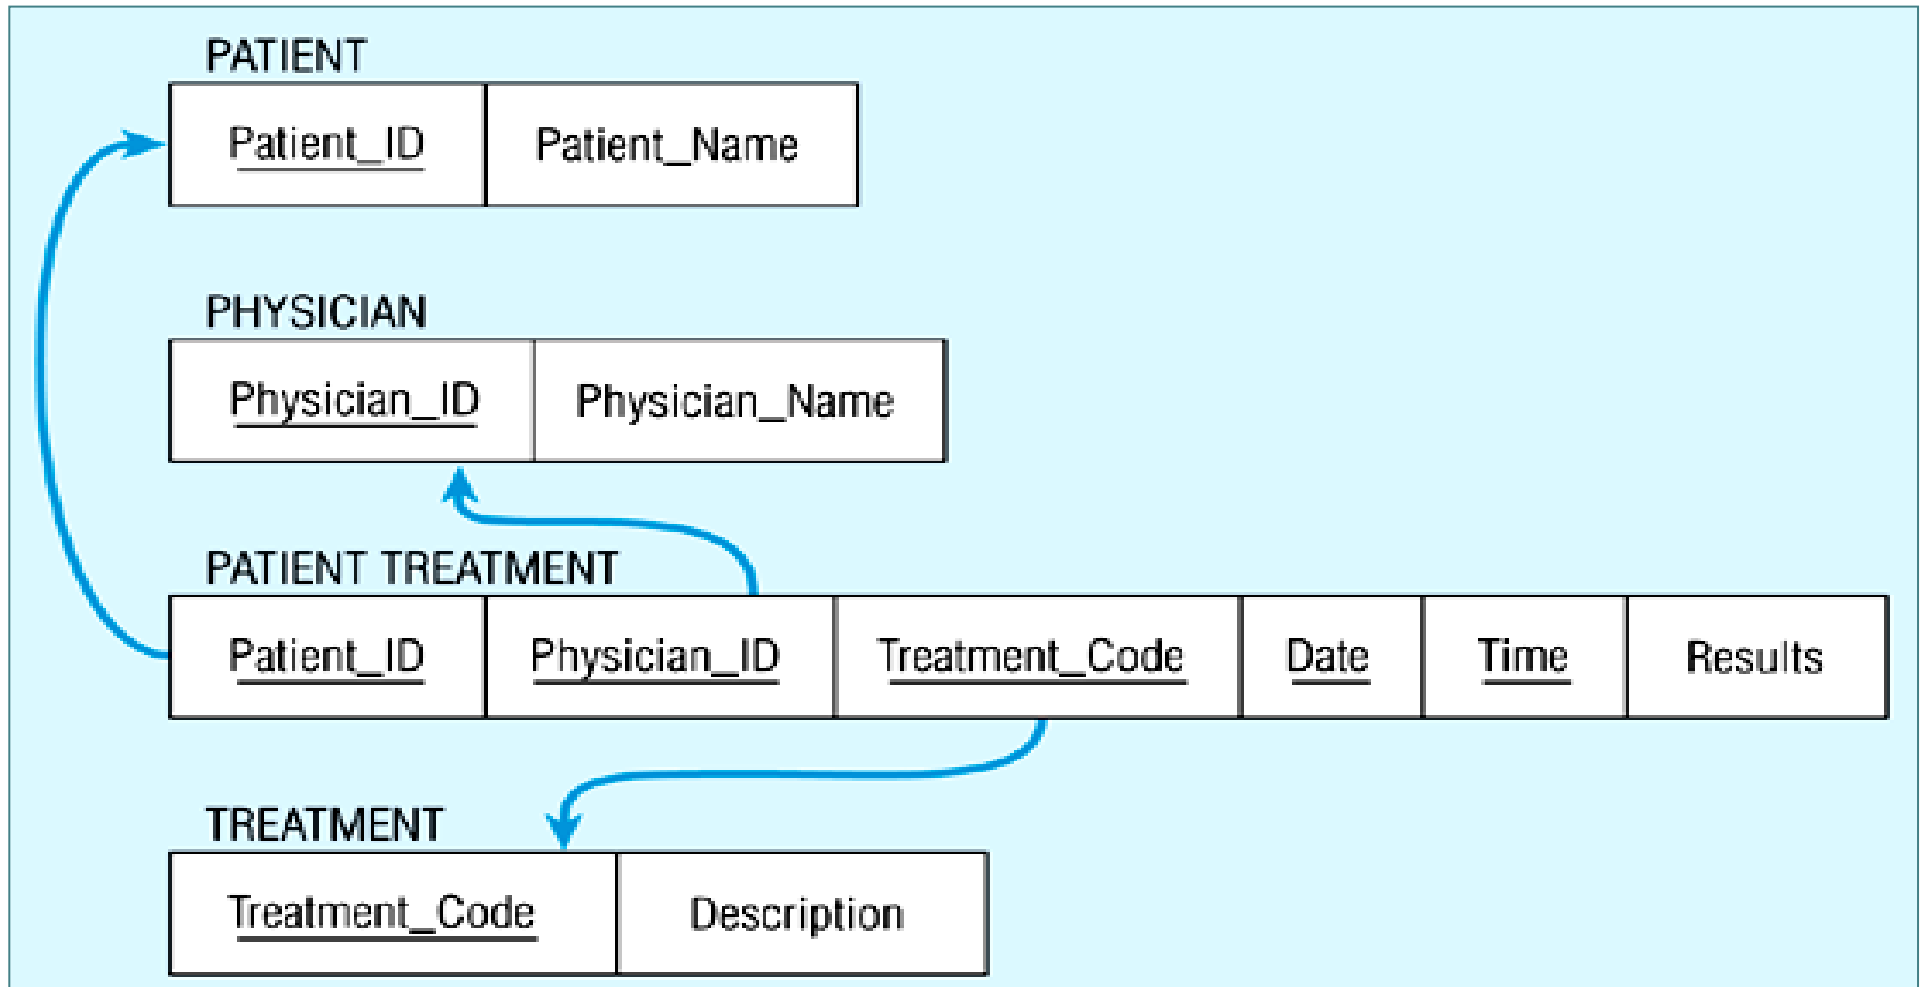 PATIENT
Patient_ID Patient_Name
PHYSICIAN
Physician_ID Physician_Name
PATIENT TREATMENT
Patient_ID Physician_ID Treatment_Code Date Time Results
TREATMENT
Treatment_Code Description